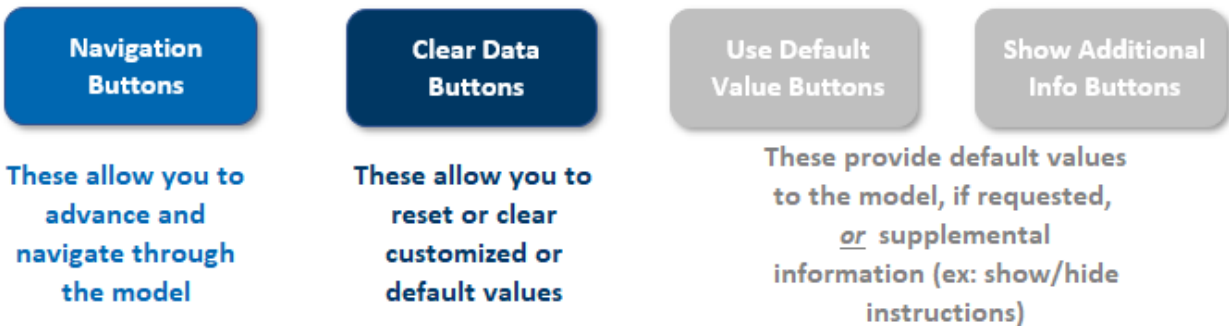 Navigation
Buttons
Clear Data
Buttons
Use Default
Value Buttons
Show Additional
Info Buttons
These allow you to
advance and
navigate through
the model
These allow you to
reset or clear
customized or
default values
These provide default values
to the model, if requested,
or supplemental
information (ex: show/hide
instructions)